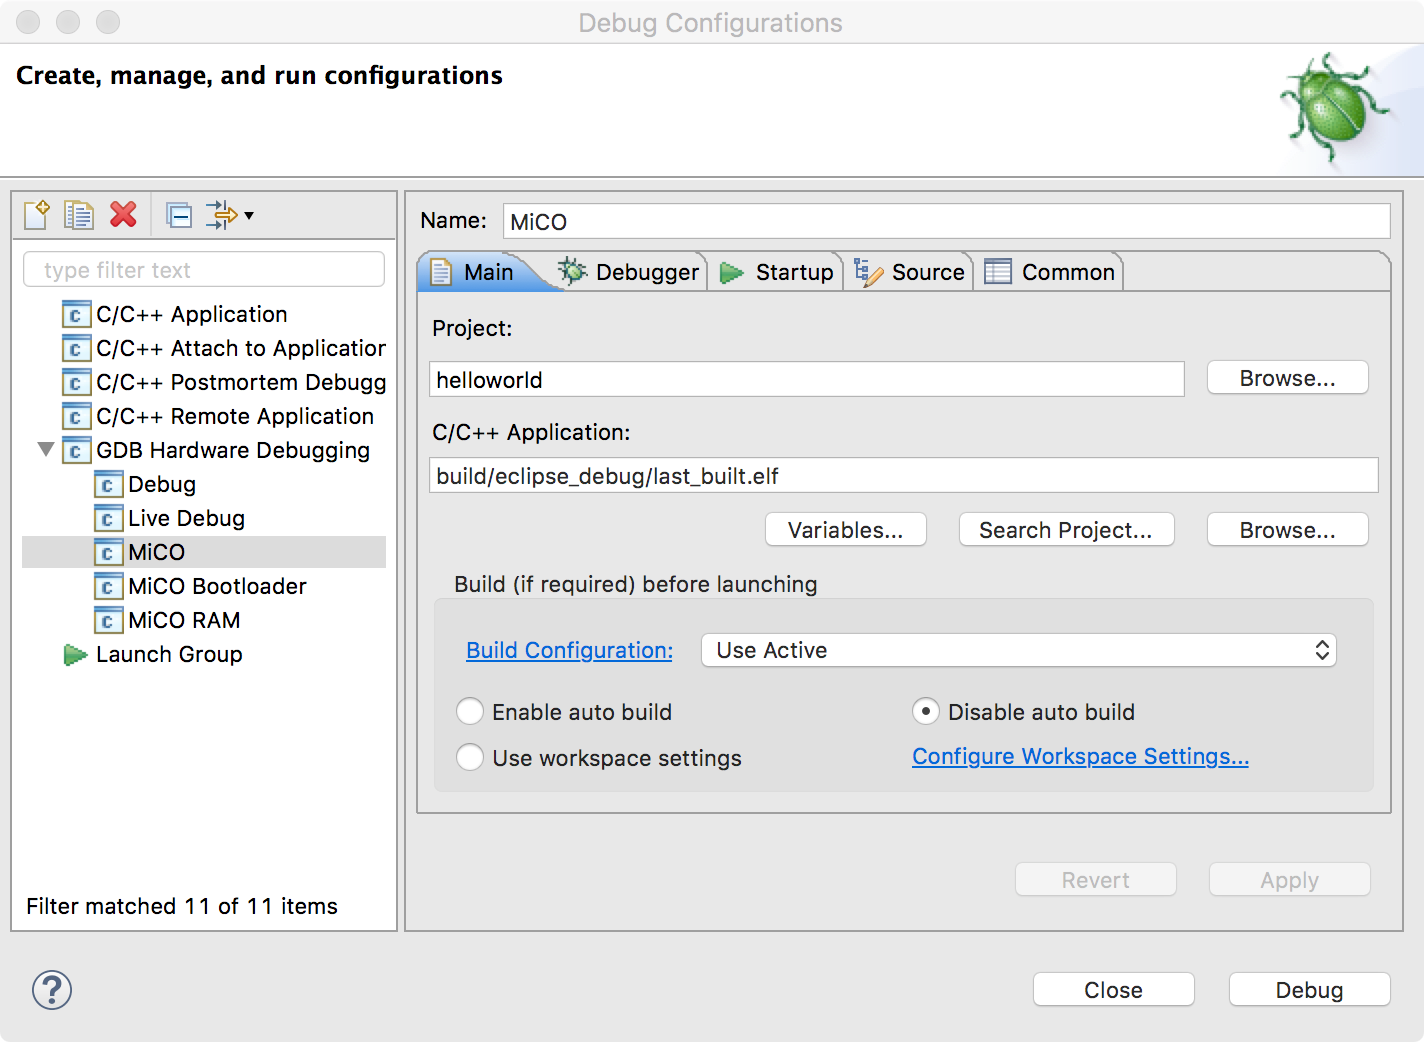 Debug Configurations
Create, manage, and run configurations
type filter text
C/C++ Application
C/C++ Attach to Application
C/C++ Postmortem Debugg
C/C++ Remote Application
GDB Hardware Debugging
Debug
Live Debug
MiCO
MiCO Bootloader
MiCO RAM
Launch Group
Filter matched 11 of 11 items
Name: MiCO
Main Debugger Startup Source Common
Project:
helloworld Browse...
C/C++ Application:
build/eclipse_debug/last_built.elf
Variables... Search Project... Browse...
Build (if required) before launching
Build Configuration: Use Active
Enable auto build Disable auto build
Use workspace settings Configure Workspace Settings...
Revert Apply
? Close Debug